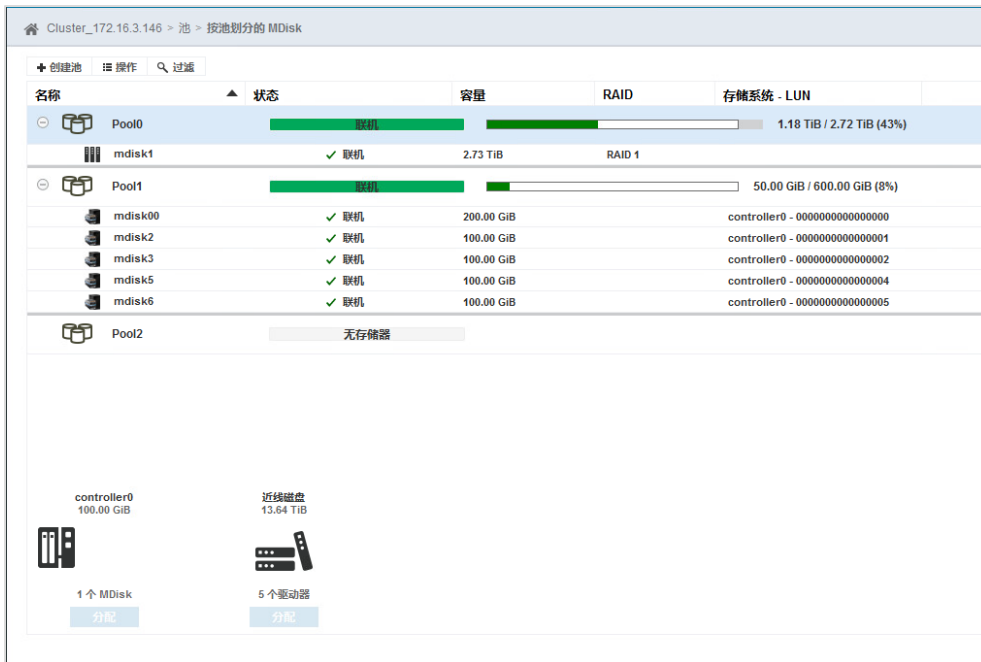 Cluster_172.16.3.146 > 池 > 按池划分的 MDisk
创建池 操作 过滤
名称 状态 容量 RAID 存储系统 - LUN
Pool0 联机 1.18 TiB / 2.72 TiB (43%)
mdisk1 联机 2.73 TiB RAID 1
Pool1 联机 50.00 GiB / 600.00 GiB (8%)
mdisk00 联机 200.00 GiB controller0 - 0000000000000000
mdisk2 联机 100.00 GiB controller0 - 0000000000000001
mdisk3 联机 100.00 GiB controller0 - 0000000000000002
mdisk5 联机 100.00 GiB controller0 - 0000000000000004
mdisk6 联机 100.00 GiB controller0 - 0000000000000005
Pool2 无存储器
controller0 近线磁盘
100.00 GiB 13.64 TiB
1 个 MDisk 5 个驱动器
分配 分配